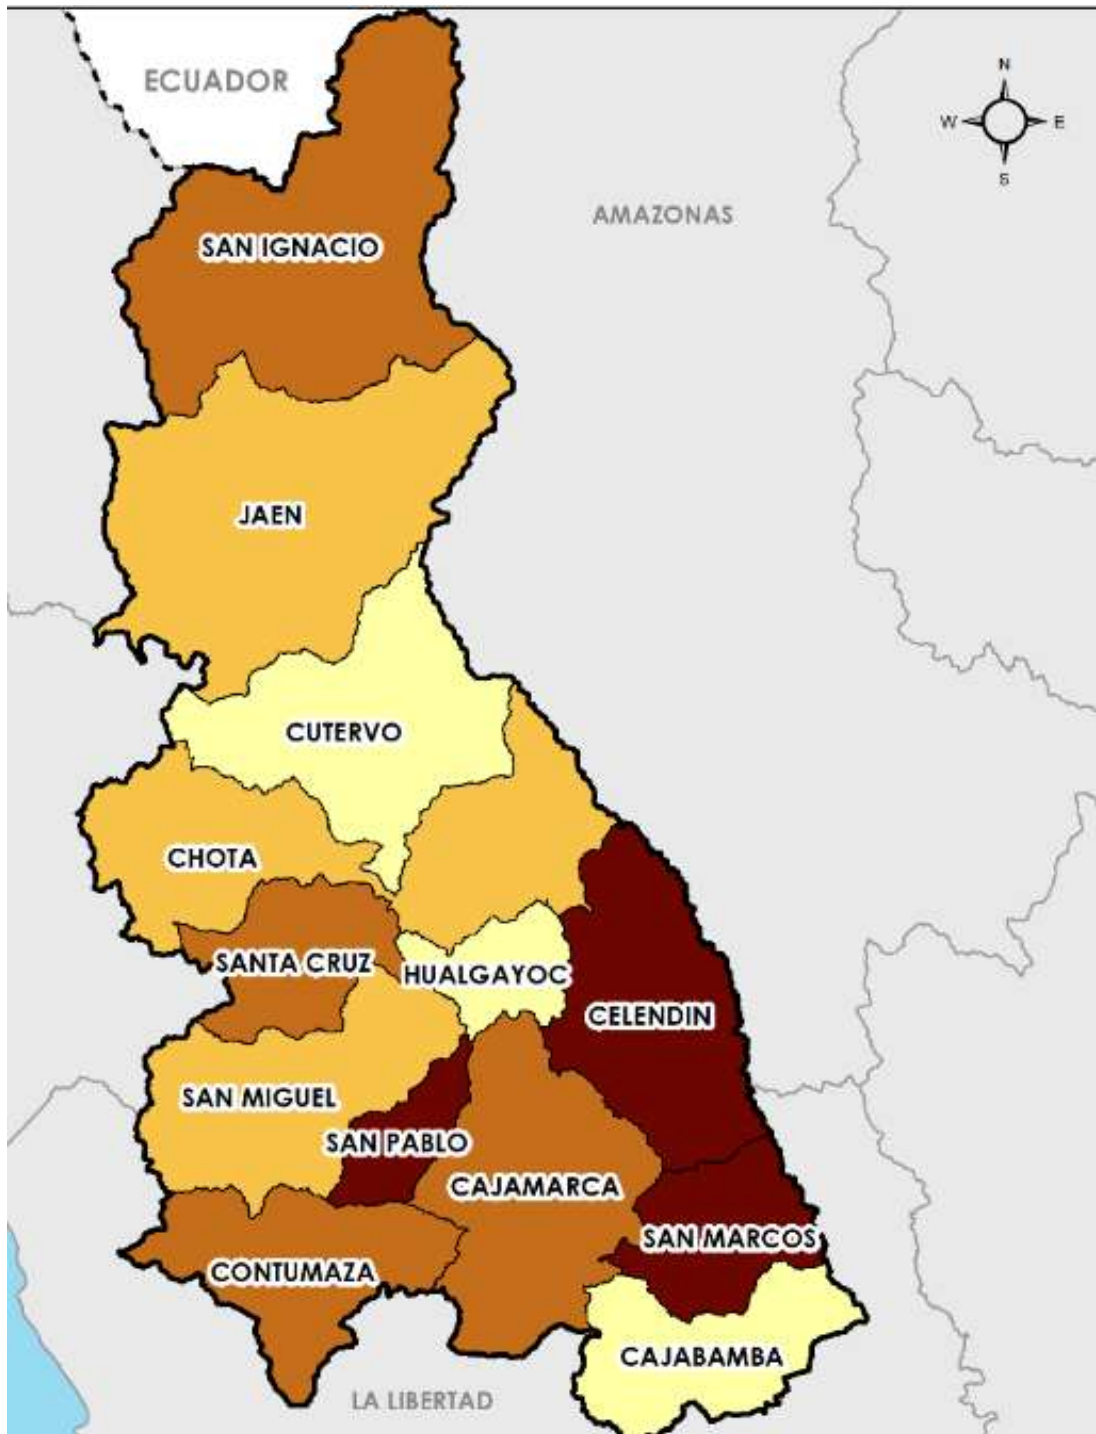 ECUADOR
N
W
E
S
AMAZONAS
SAN IGNACIO
JAEN
CUTERVO
CHOTA
SANTA CRUZ
HUALGAYOC
CELENDIN
SAN MIGUEL
SAN PABLO
CAJAMARCA
SAN MARCOS
CONTUMAZA
CAJABAMBA
LA LIBERTAD